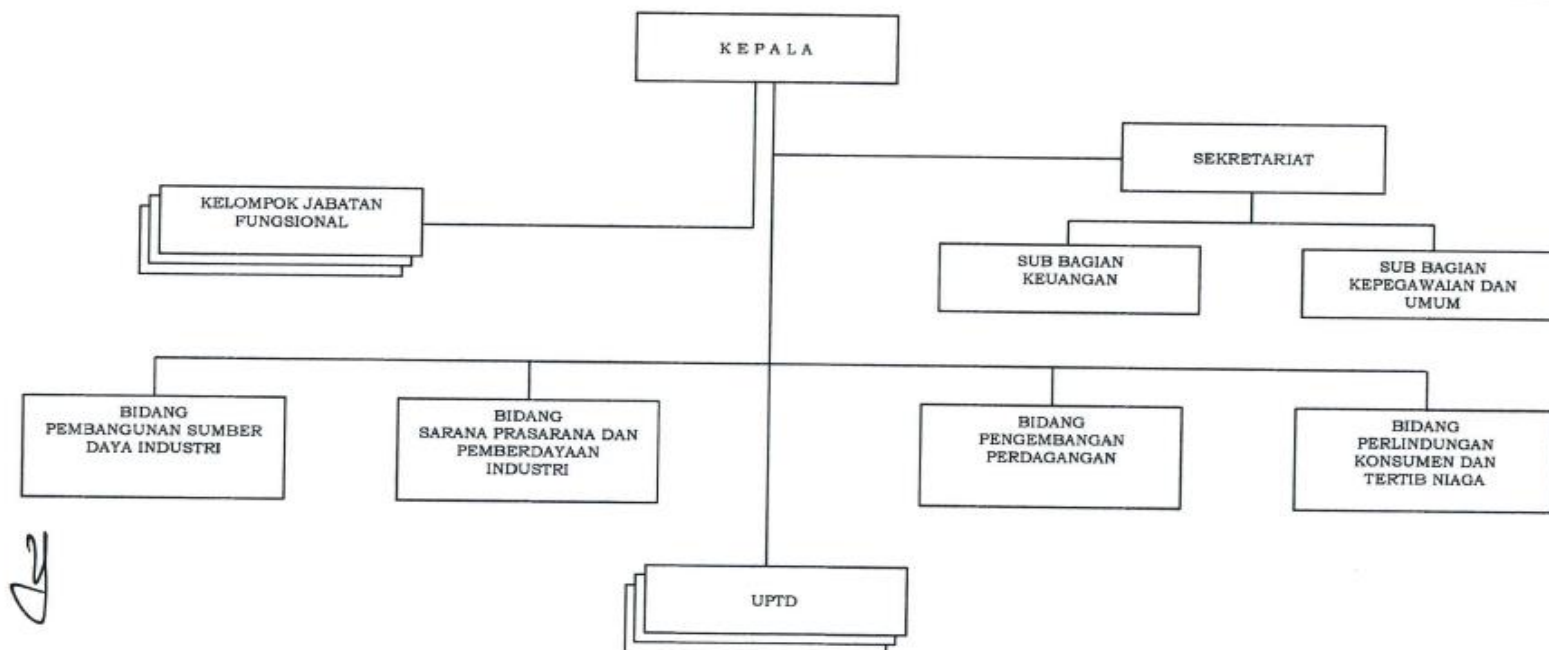 K E P A L A
SEKRETARIAT
KELOMPOK JABATAN
FUNGSIONAL
SUB BAGIAN
KEUANGAN
SUB BAGIAN
KEPEGAWAIAN DAN
UMUM
BIDANG
PEMBANGUNAN SUMBER
DAYA INDUSTRI
BIDANG
SARANA PRASARANA DAN
PEMBERDAYAAN
INDUSTRI
BIDANG
PENGEMBANGAN
PERDAGANGAN
BIDANG
PERLINDUNGAN
KONSUMEN DAN
TERTIB NIAGA
UPTD